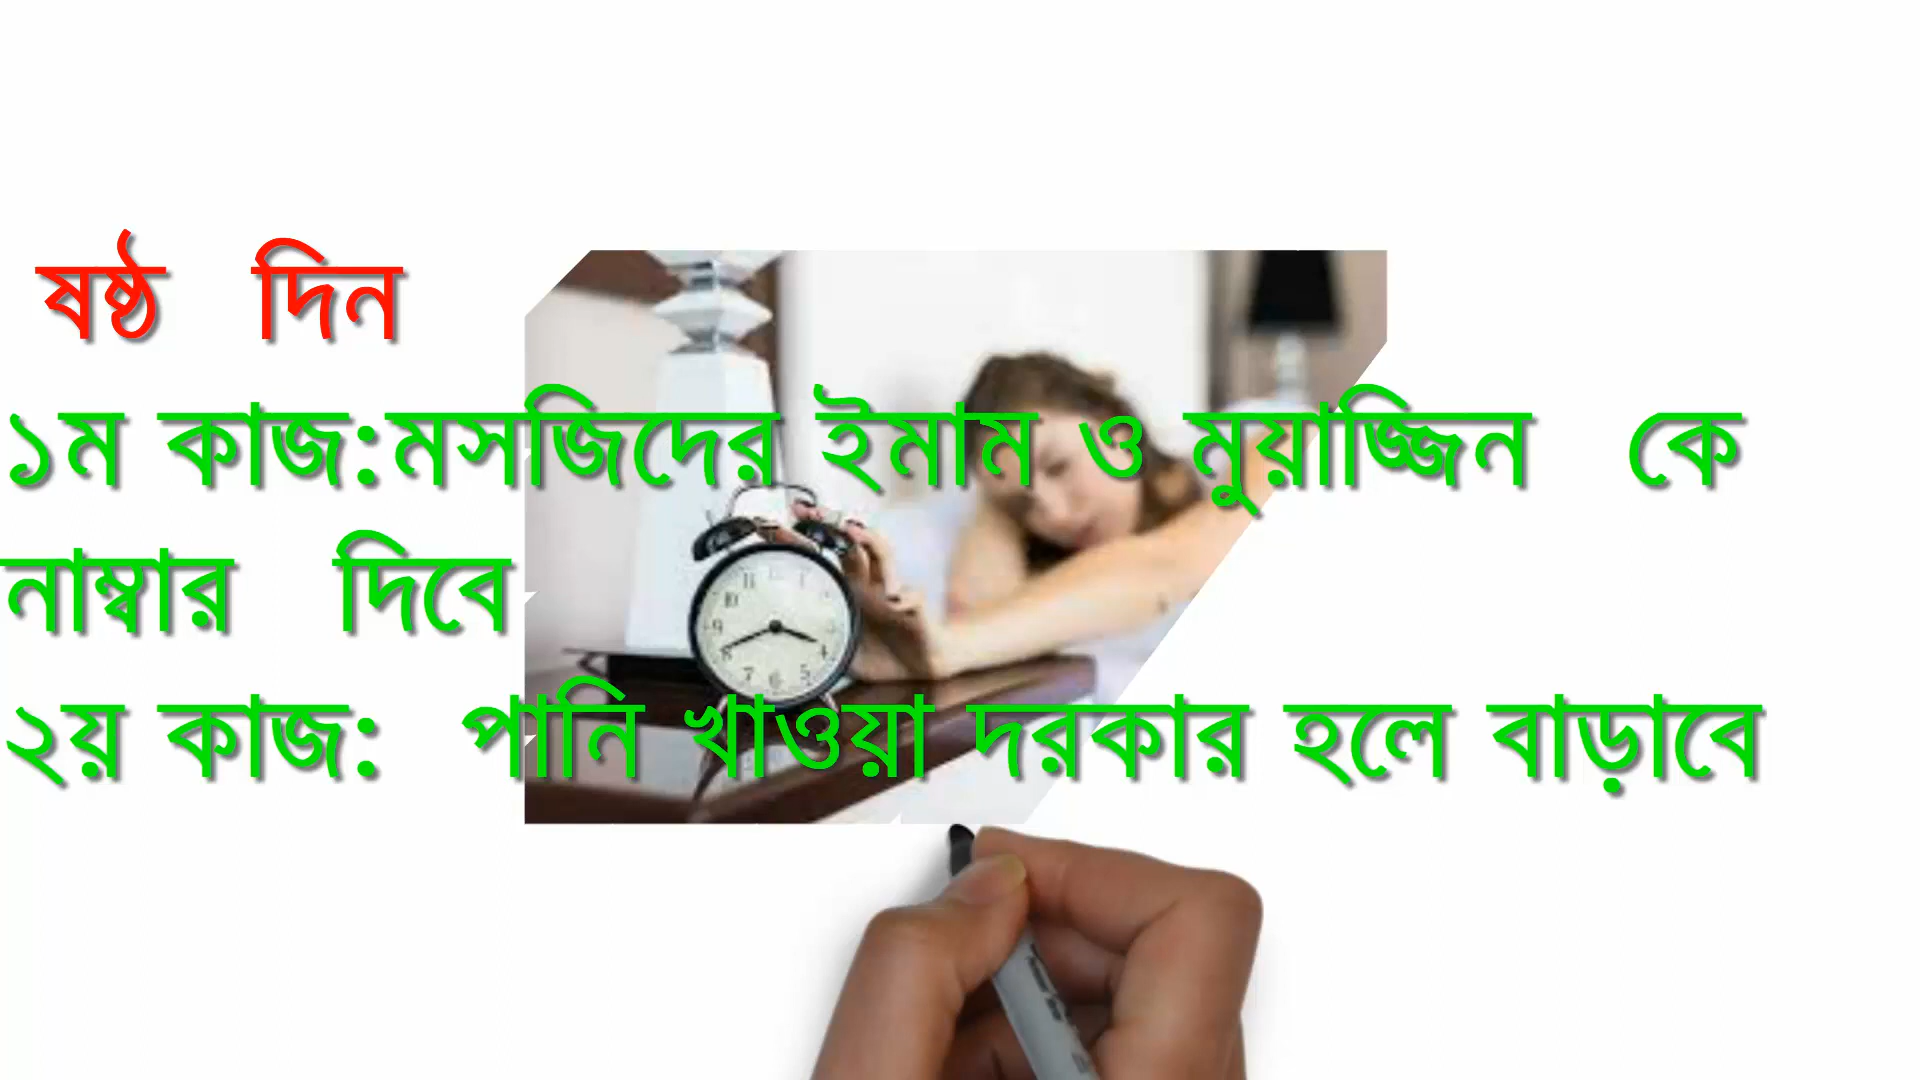 ষষ্ঠ দিন
১ম কাজ:মসজিদের ইমাম ও মুয়াজ্জিন কে
নাম্বার দিবে
২য় কাজ: পানি খাওয়া দরকার হলে বাড়াবে